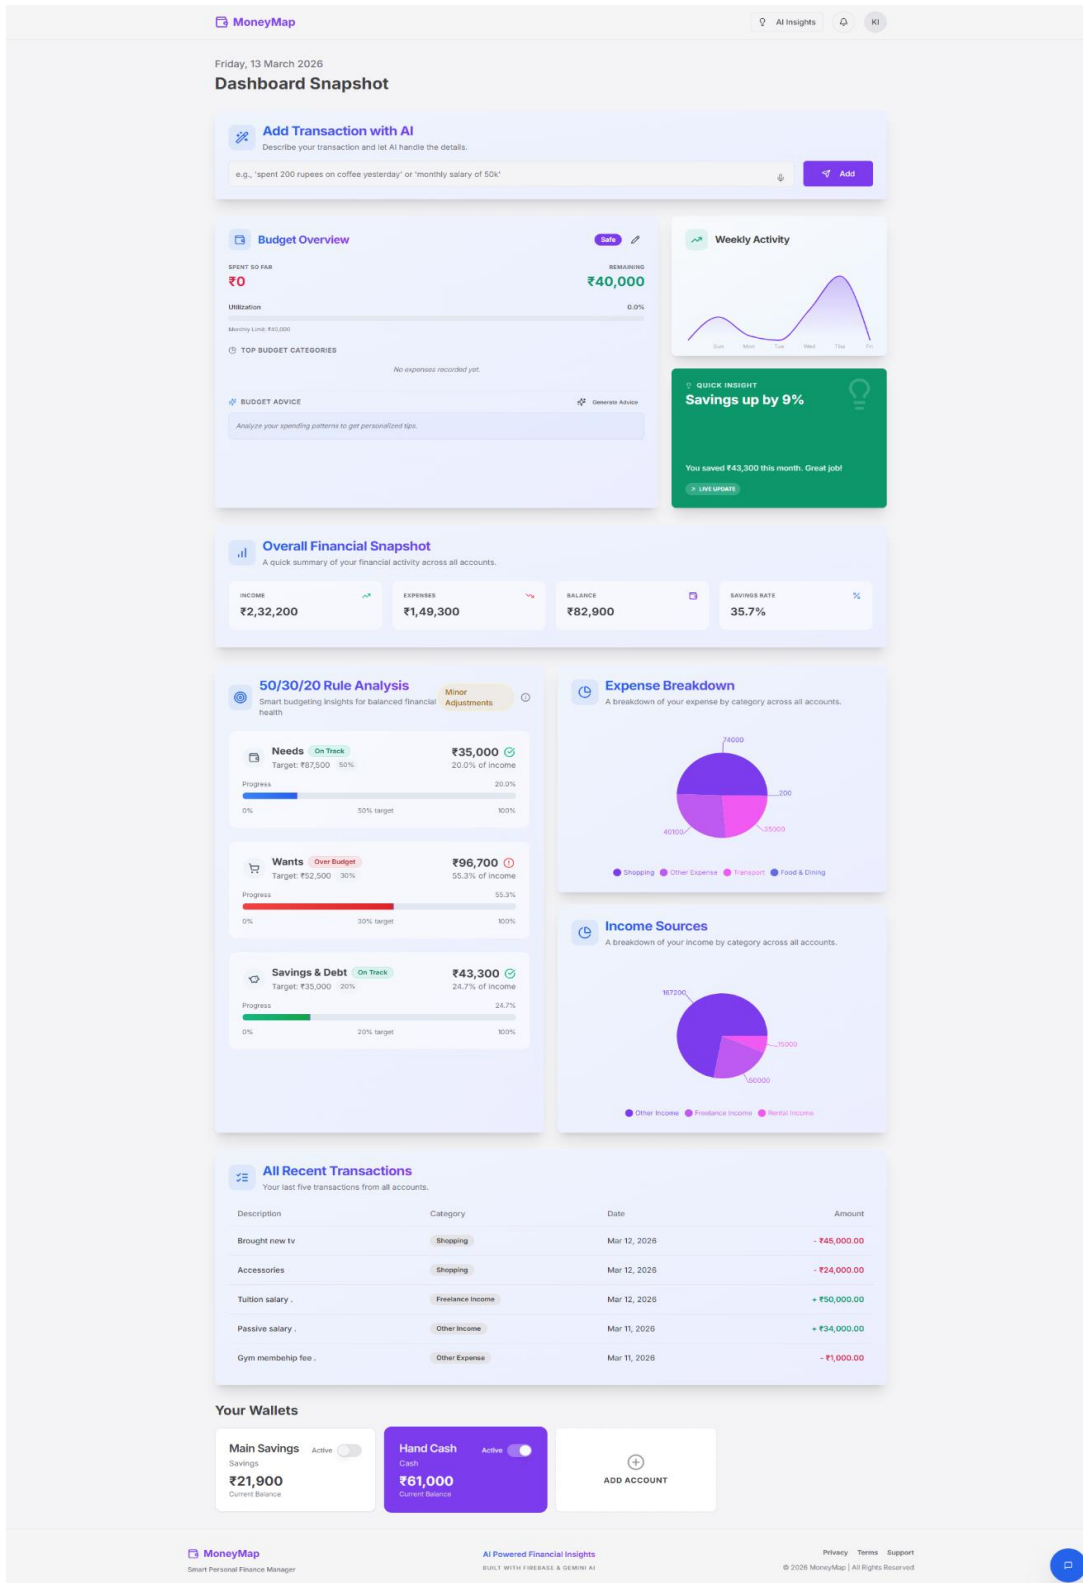 MoneyMap
AI Insights
KI
Friday, 13 March 2026
Dashboard Snapshot
Add Transaction with AI
Describe your transaction and let AI handle the details.
e.g., 'spent 200 rupees on coffee yesterday' or 'monthly salary of 50k'
Add
Budget Overview
Safe
SPENT SO FAR
REMAINING
₹0
₹40,000
Utilization
0.0%
Monthly Limit: ₹40,000
TOP BUDGET CATEGORIES
No expenses recorded yet.
BUDGET ADVICE
Generate Advice
Analyze your spending patterns to get personalized tips.
Weekly Activity
Sun Mon Tue Wed Thu Fri
QUICK INSIGHT
Savings up by 9%
You saved ₹43,300 this month. Great job!
> LIVE UPDATE
Overall Financial Snapshot
A quick summary of your financial activity across all accounts.
INCOME
₹2,32,200
EXPENSES
₹1,49,300
BALANCE
₹82,900
SAVINGS RATE
35.7%
50/30/20 Rule Analysis
Smart budgeting insights for balanced financial
health
Minor
Adjustments
Needs On Track
₹35,000
Target: ₹87,500 50%
20.0% of income
Progress
20.0%
0% 50% target 100%
Wants Over Budget
₹96,700
Target: ₹52,500 30%
55.3% of income
Progress
55.3%
0% 30% target 100%
Savings & Debt On Track
₹43,300
Target: ₹35,000 20%
24.7% of income
Progress
24.7%
0% 20% target 100%
Expense Breakdown
A breakdown of your expense by category across all accounts.
74000
200
40100
35000
Shopping Other Expense Transport Food & Dining
Income Sources
A breakdown of your income by category across all accounts.
167200
15000
50000
Other Income Freelance Income Rental Income
All Recent Transactions
Your last five transactions from all accounts.
Description Category Date Amount
Brought new tv Shopping Mar 12, 2026 - ₹45,000.00
Accessories Shopping Mar 12, 2026 - ₹24,000.00
Tuition salary . Freelance Income Mar 12, 2026 + ₹50,000.00
Passive salary . Other Income Mar 11, 2026 + ₹34,000.00
Gym membehip fee . Other Expense Mar 11, 2026 - ₹1,000.00
Your Wallets
Main Savings Active
Savings
₹21,900
Current Balance
Hand Cash Active
Cash
₹61,000
Current Balance
ADD ACCOUNT
MoneyMap
Smart Personal Finance Manager
AI Powered Financial Insights
BUILT WITH FIREBASE & GEMINI AI
Privacy Terms Support
© 2026 MoneyMap | All Rights Reserved